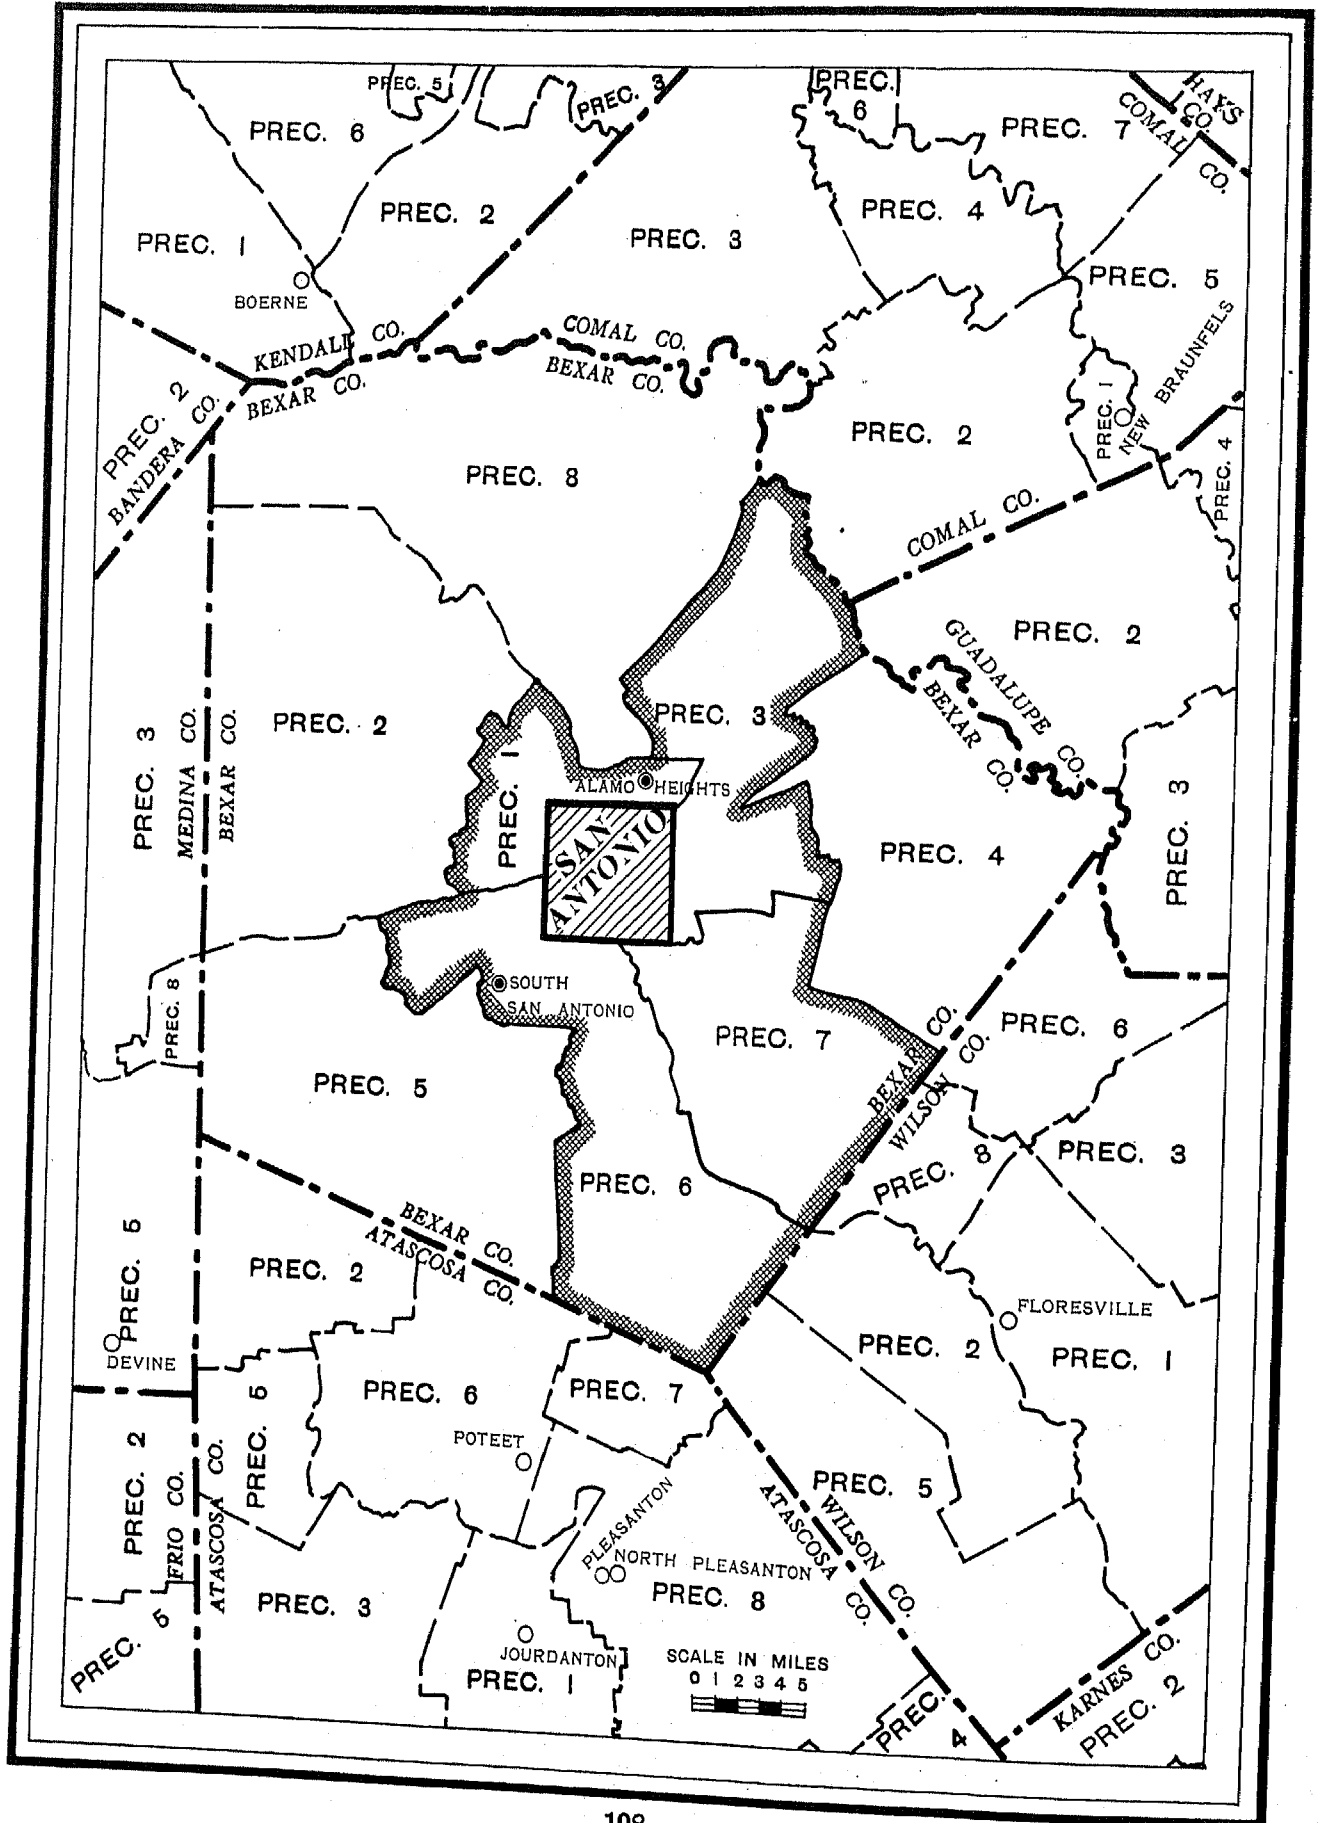 PREC. 5
PREC. 3
PREC. 6
PREC. 6
PREC. 7
HAYS CO.
COMAL CO.
PREC. 2
PREC. 4
PREC. 1
PREC. 3
PREC. 5
BOERNE
KENDALL CO.
BEXAR CO.
COMAL CO.
BEXAR CO.
NEW BRAUNFELS
PREC. 1
PREC. 2
BANDERA CO.
PREC. 2
PREC. 8
PREC. 4
COMAL CO.
GUADALUPE CO.
BEXAR CO.
PREC. 2
PREC. 3
MEDINA CO.
BEXAR CO.
PREC. 2
PREC. 1
PREC. 3
ALAMO HEIGHTS
SAN
ANTONIO
PREC. 4
PREC. 3
PREC. 8
SOUTH
SAN ANTONIO
PREC. 7
BEXAR CO.
WILSON CO.
PREC. 6
PREC. 5
PREC. 8
PREC. 3
PREC. 6
PREC. 5
BEXAR CO.
ATASCOSA CO.
PREC. 2
FLORESVILLE
DEVINE
PREC. 2
PREC. 1
PREC. 6
PREC. 7
PREC. 5
POTEET
PREC. 2
FRIO CO.
ATASCOSA CO.
PREC. 5
PLEASANTON
NORTH PLEASANTON
ATASCOSA CO.
WILSON CO.
PREC. 3
PREC. 8
PREC. 5
JOURDANTON
PREC. 1
SCALE IN MILES
0 1 2 3 4 5
PREC. 4
KARNES CO.
PREC. 2